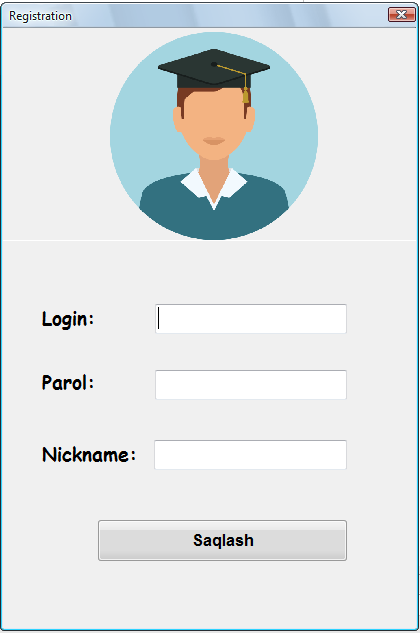 Registration
Login:
Parol:
Nickname:
Saqlash